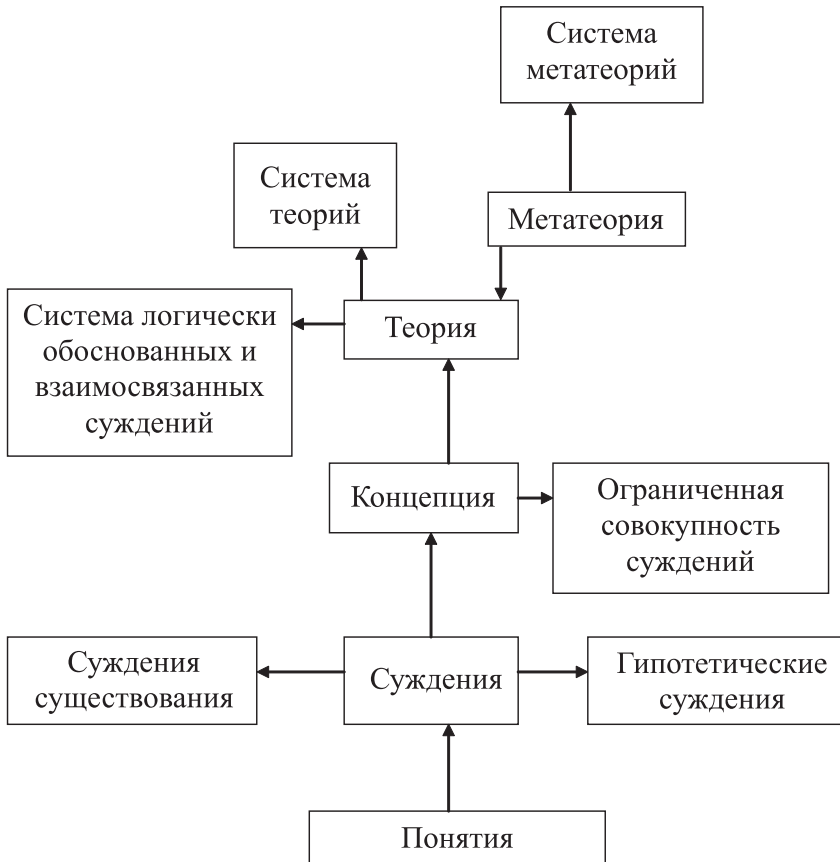 Система
метатеорий
Система
теорий
Метатеория
Система логически
обоснованных и
взаимосвязанных
суждений
Теория
Концепция
Ограниченная
совокупность
суждений
Суждения
существования
Суждения
Гипотетические
суждения
Понятия